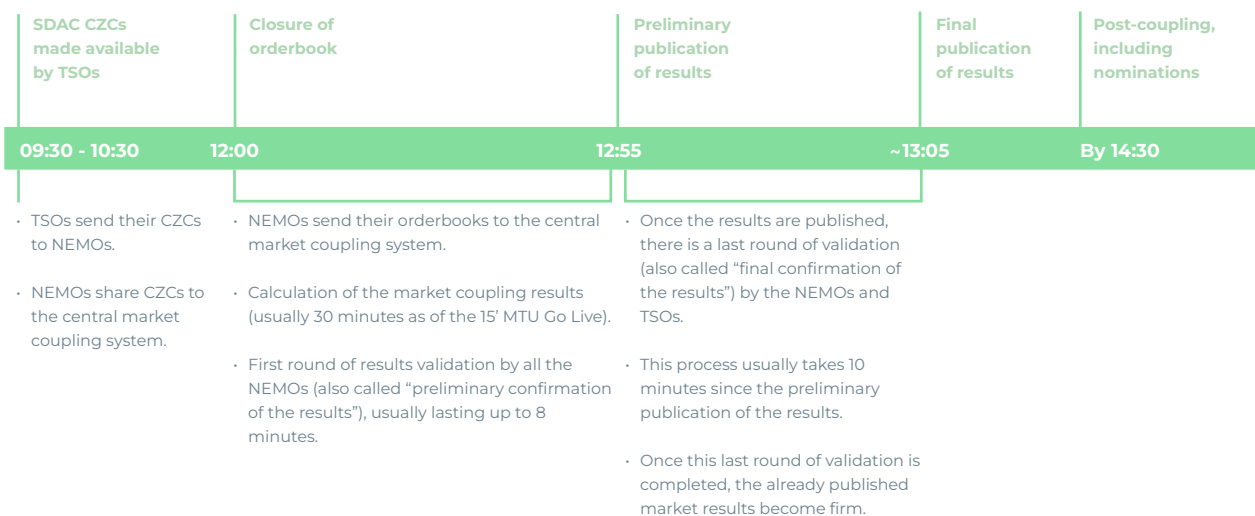 SDAC CZCs
made available
by TSOs
Closure of
orderbook
Preliminary
publication
of results
Final
publication
of results
Post-coupling,
including
nominations
09:30 - 10:30
12:00
12:55
~13:05
By 14:30
· TSOs send their CZCs
to NEMOs.
· NEMOs share CZCs to
the central market
coupling system.
· NEMOs send their orderbooks to the central
market coupling system.
· Calculation of the market coupling results
(usually 30 minutes as of the 15’ MTU Go Live).
· First round of results validation by all the
NEMOs (also called “preliminary confirmation
of the results”), usually lasting up to 8
minutes.
· Once the results are published,
there is a last round of validation
(also called “final confirmation of
the results”) by the NEMOs and
TSOs.
· This process usually takes 10
minutes since the preliminary
publication of the results.
· Once this last round of validation is
completed, the already published
market results become firm.